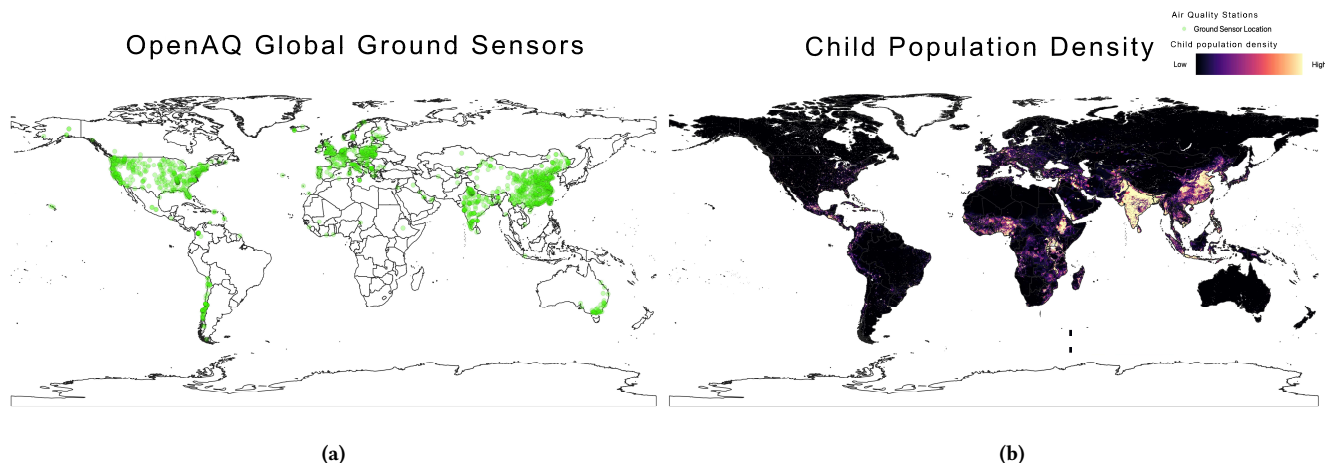 OpenAQ Global Ground Sensors
Child Population Density
Air Quality Stations
Ground Sensor Location
Child population density
Low
High
(a)
(b)